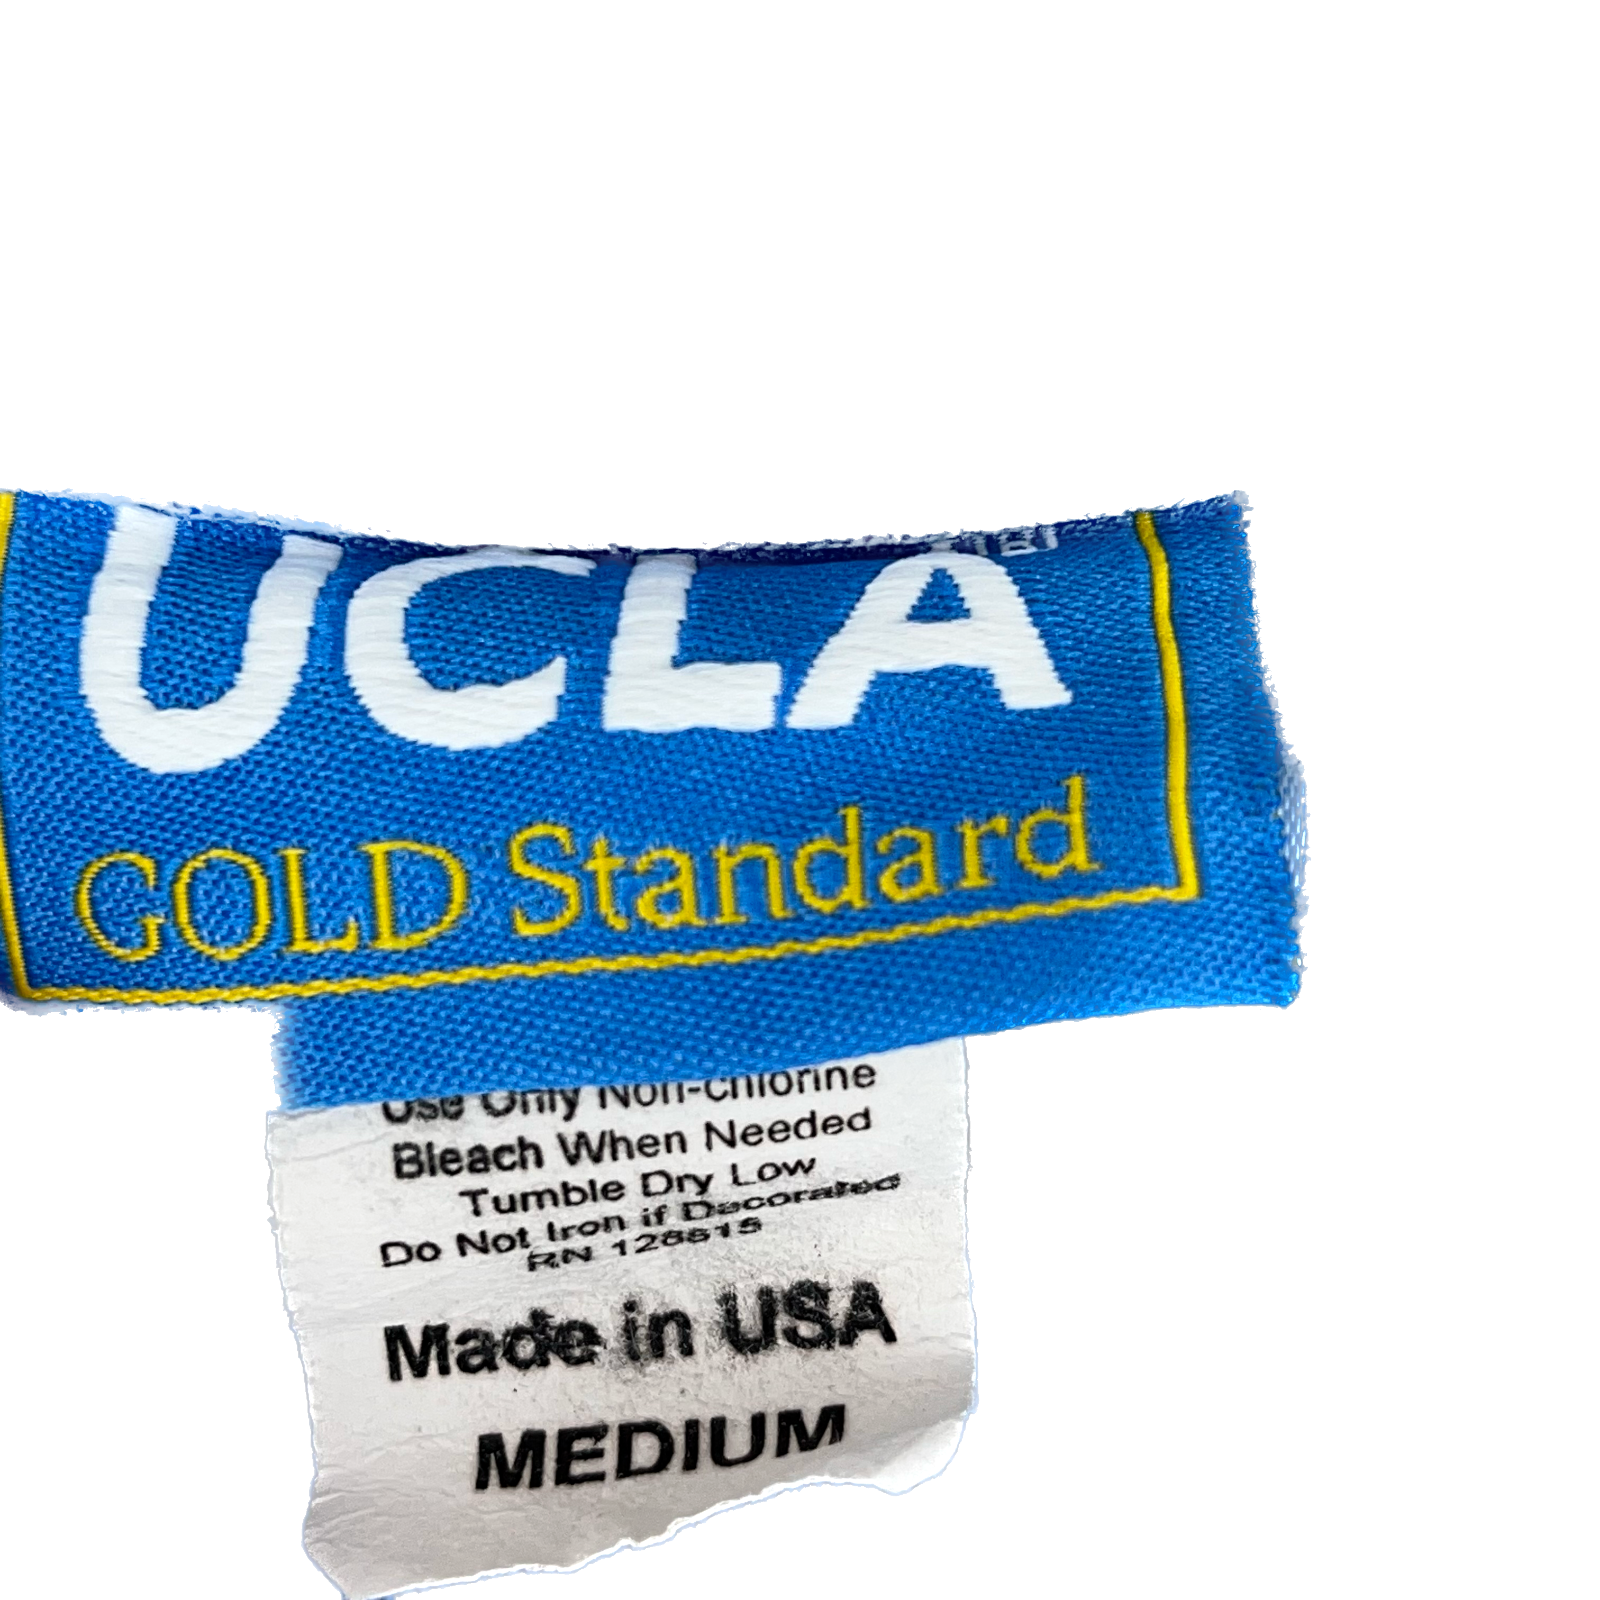 UCLA
GOLD Standard
Use Only Non-chlorine
Bleach When Needed
Tumble Dry Low
Do Not Iron if Decorated
RN 128815
Made in USA
MEDIUM